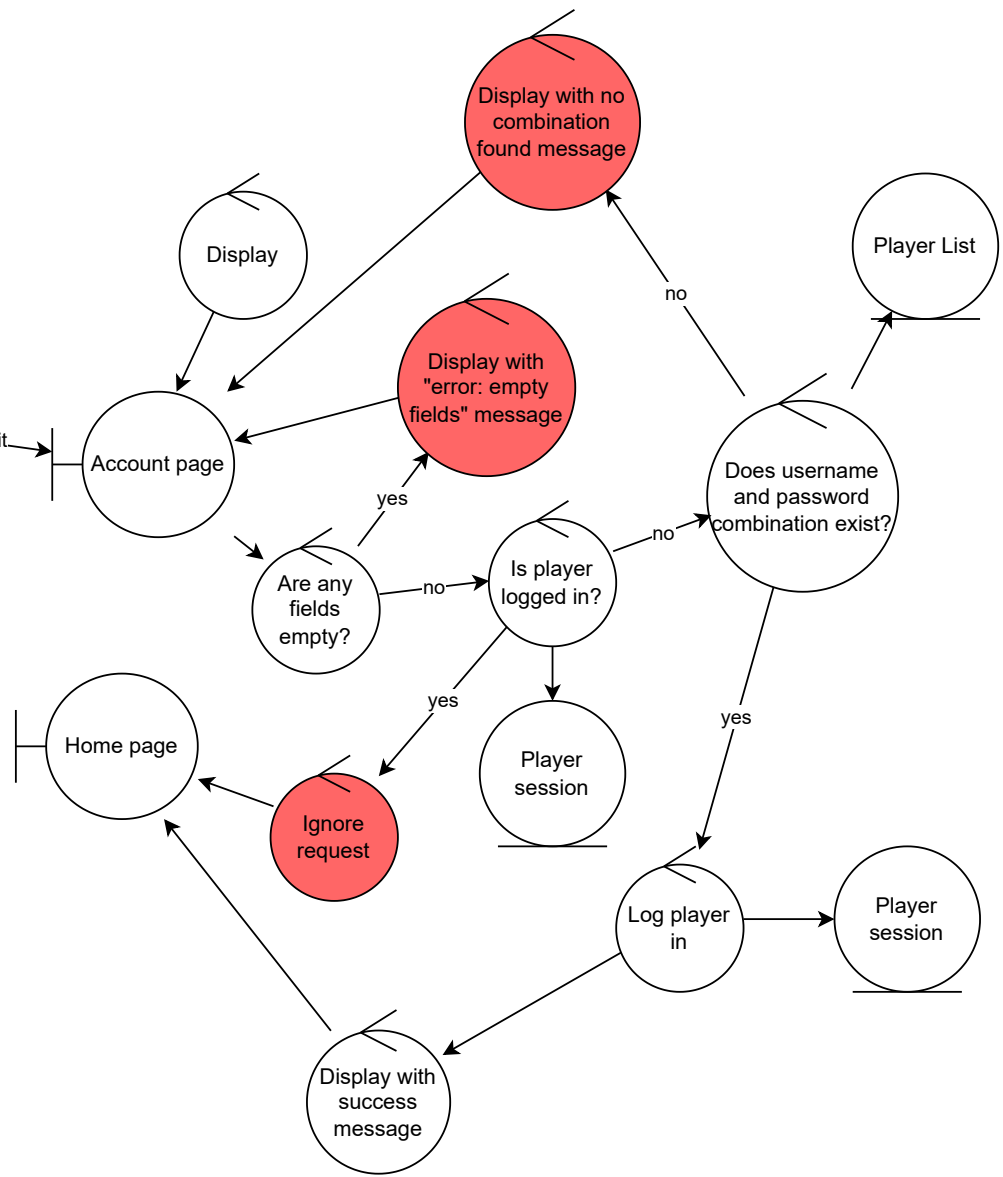 Display with no
combination
found message
Display
Player List
no
Display with
"error: empty
fields" message
it
Account page
Does username
and password
combination exist?
yes
no
Is player
logged in?
Are any
fields
empty?
no
yes
yes
Home page
Player
session
Ignore
request
Log player
in
Player
session
Display with
success
message